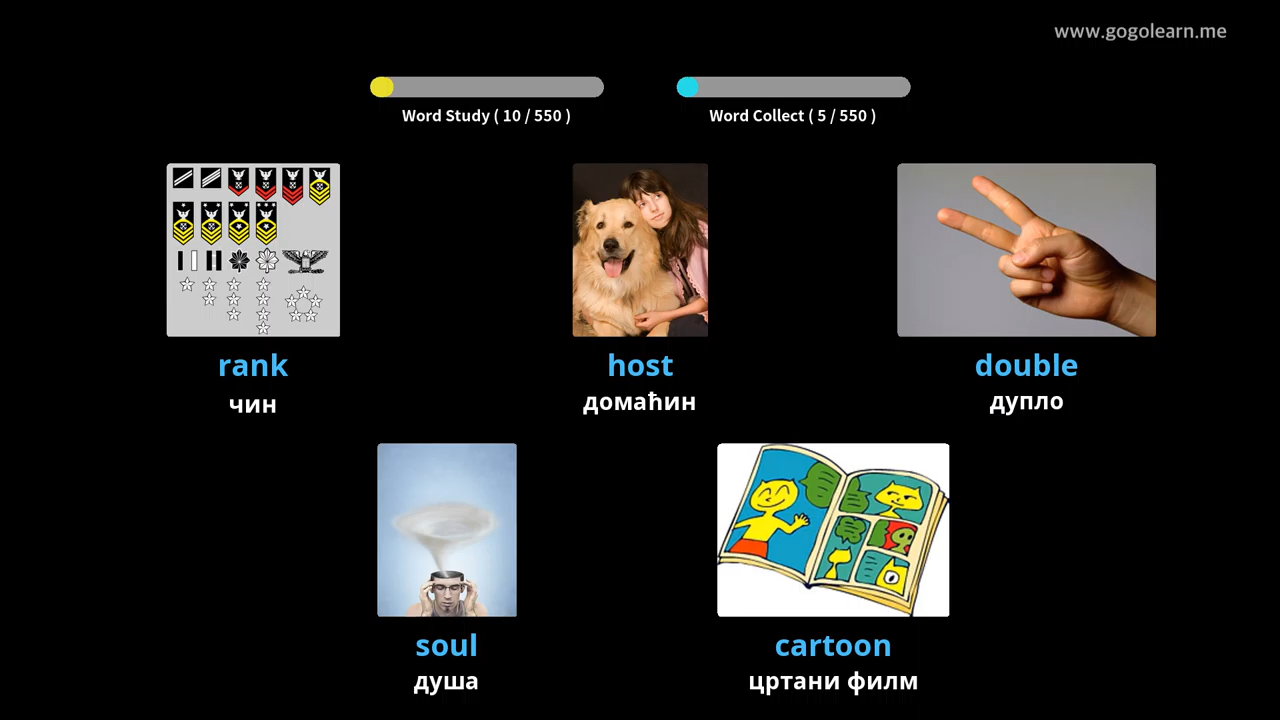 www.gogolearn.me
Word Study ( 10 / 550 )
Word Collect ( 5 / 550 )
rank
чин
host
домаћин
double
дупло
soul
душа
cartoon
цртани филм